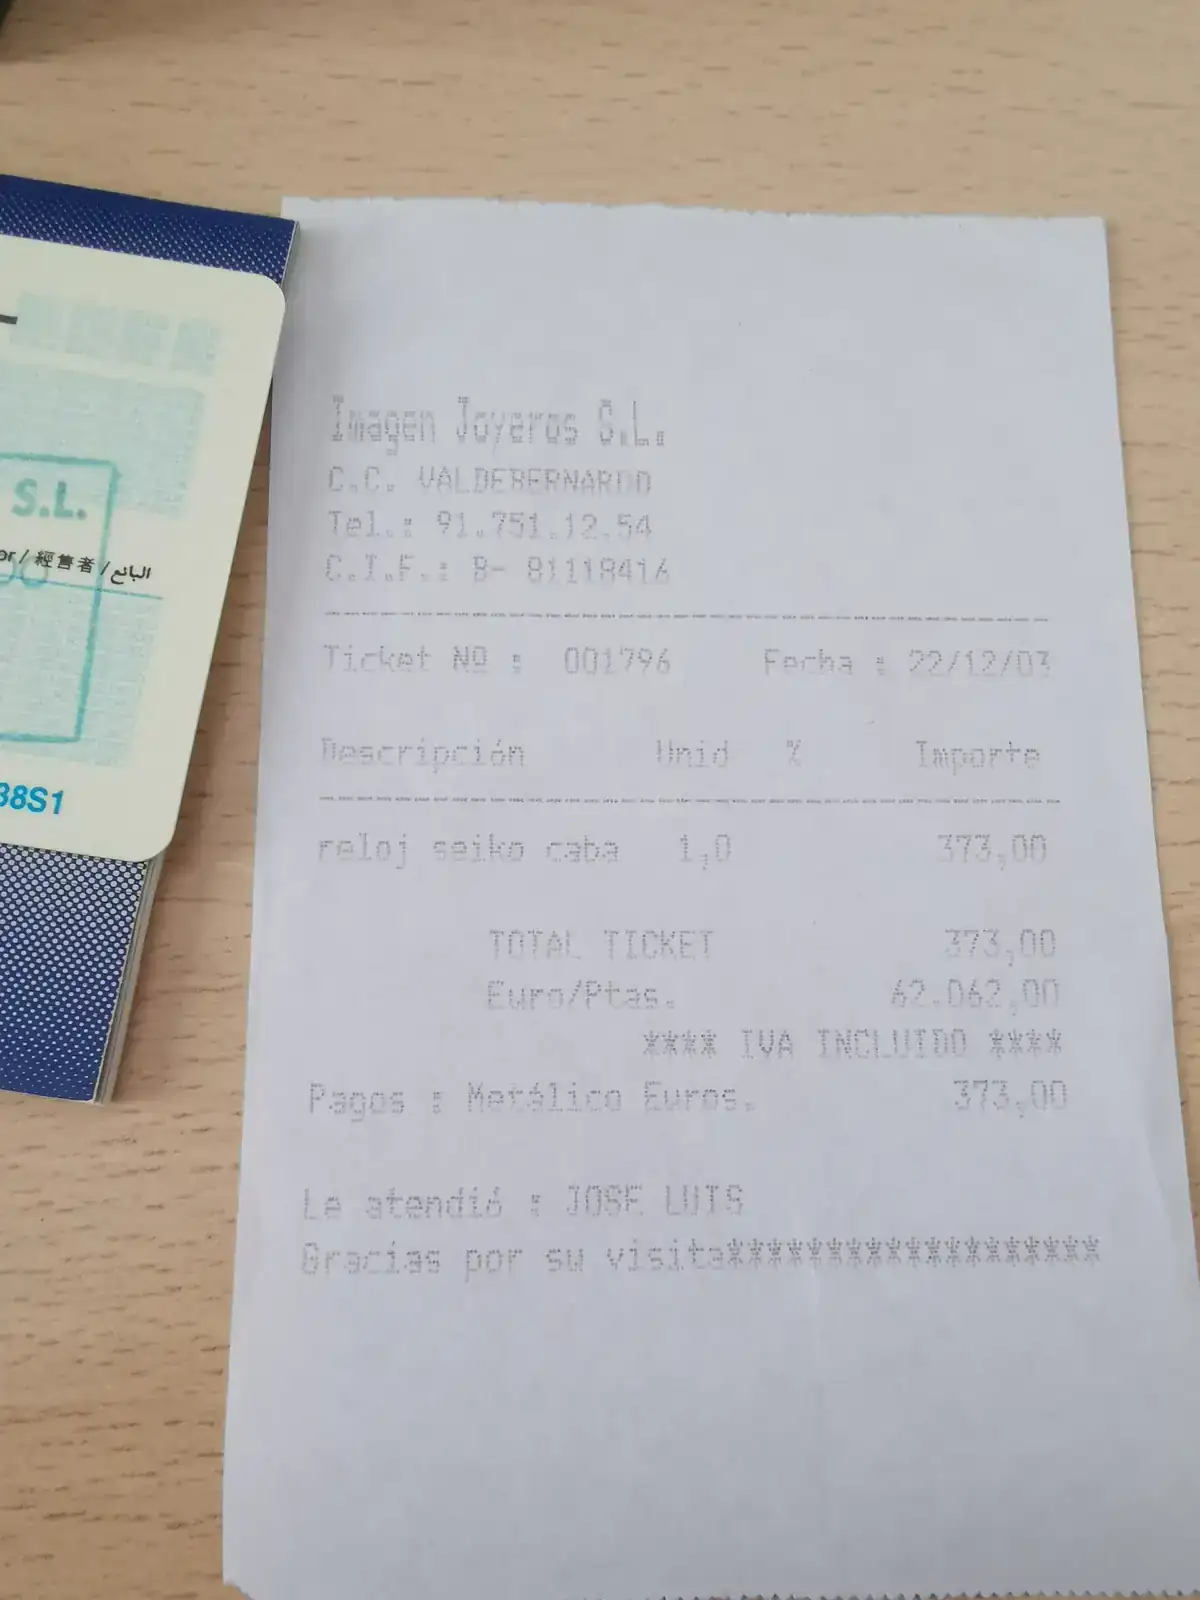 S.L.
or / 經售者 / البائع
38S1
Imagen Joyeros S.L.
C.C. VALDEBERNARDO
Tel.: 91.751.12.54
C.I.F.: B- 81118416
Ticket Nº : 001796 Fecha : 22/12/03
Descripción Unid % Importe
reloj seiko caba 1,0 373,00
TOTAL TICKET 373,00
Euro/Ptas. 62.062,00
**** IVA INCLUIDO ****
Pagos : Metálico Euros. 373,00
Le atendió : JOSE LUIS
Gracias por su visita*******************